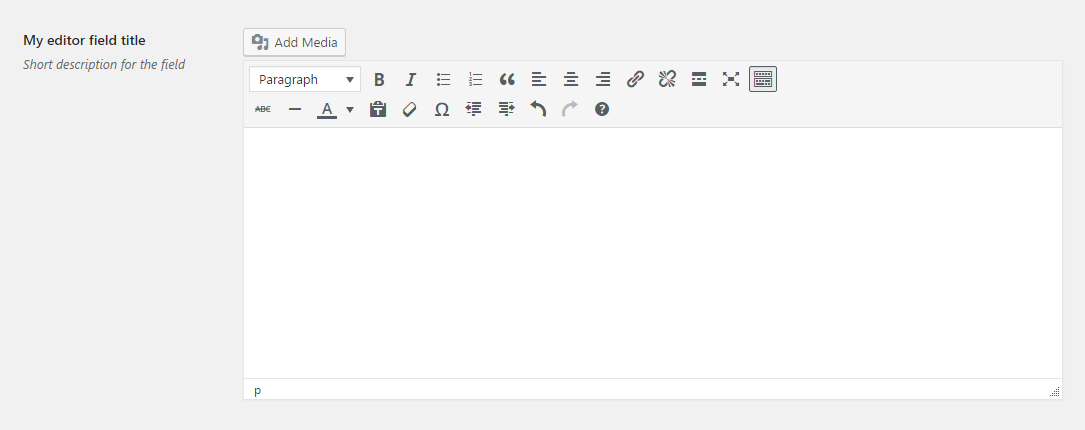 My editor field title
Short description for the field
Add Media
Paragraph
B I
ABC A T Ω ?
p